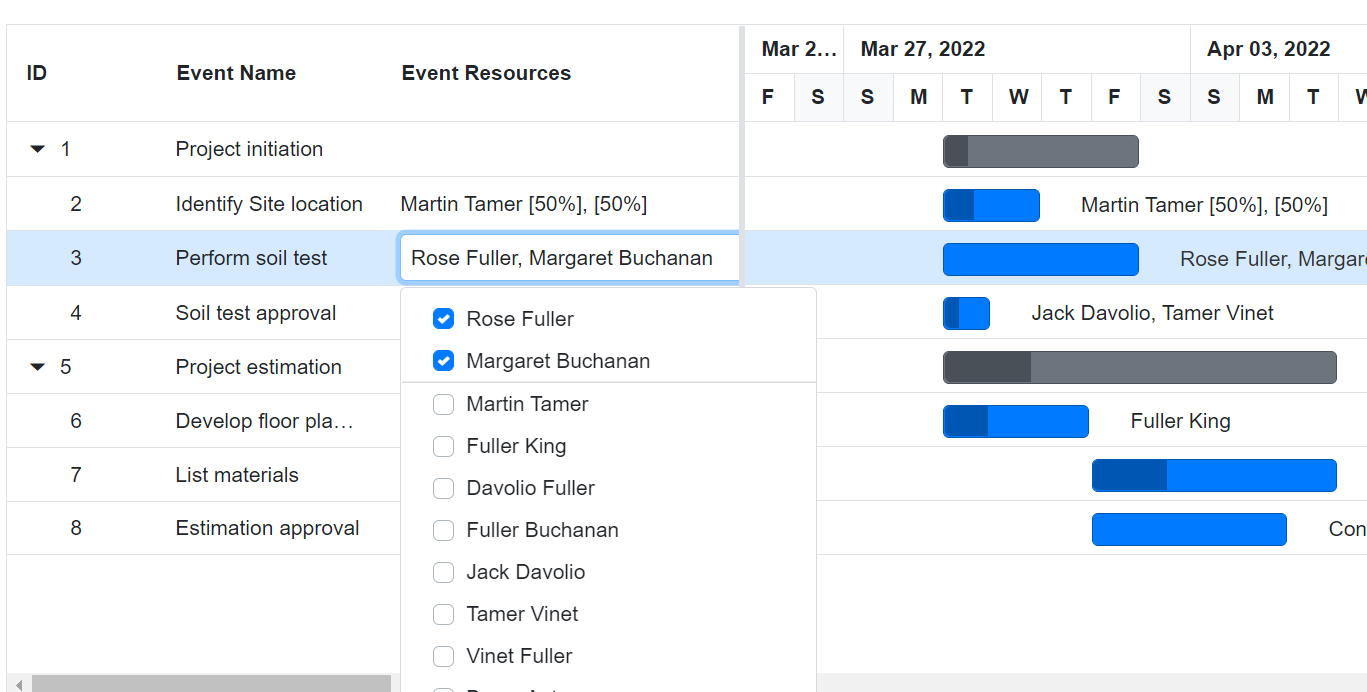 ID Event Name Event Resources
Mar 2... Mar 27, 2022 Apr 03, 2022
F S S M T W T F S S M T
1 Project initiation
2 Identify Site location Martin Tamer [50%], [50%] Martin Tamer [50%], [50%]
3 Perform soil test Rose Fuller, Margaret Buchanan Rose Fuller, Margar
4 Soil test approval Jack Davolio, Tamer Vinet
5 Project estimation
6 Develop floor pla... Fuller King
7 List materials
8 Estimation approval Con
Rose Fuller
Margaret Buchanan
Martin Tamer
Fuller King
Davolio Fuller
Fuller Buchanan
Jack Davolio
Tamer Vinet
Vinet Fuller